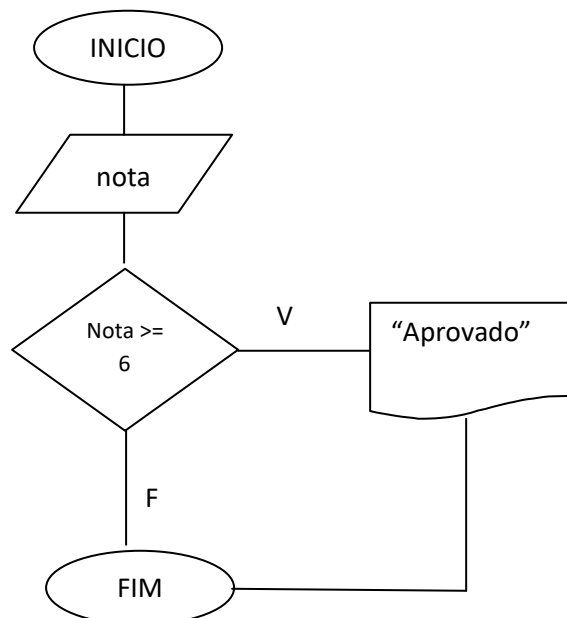 INICIO
nota
Nota >=
6
V
“Aprovado”
F
FIM